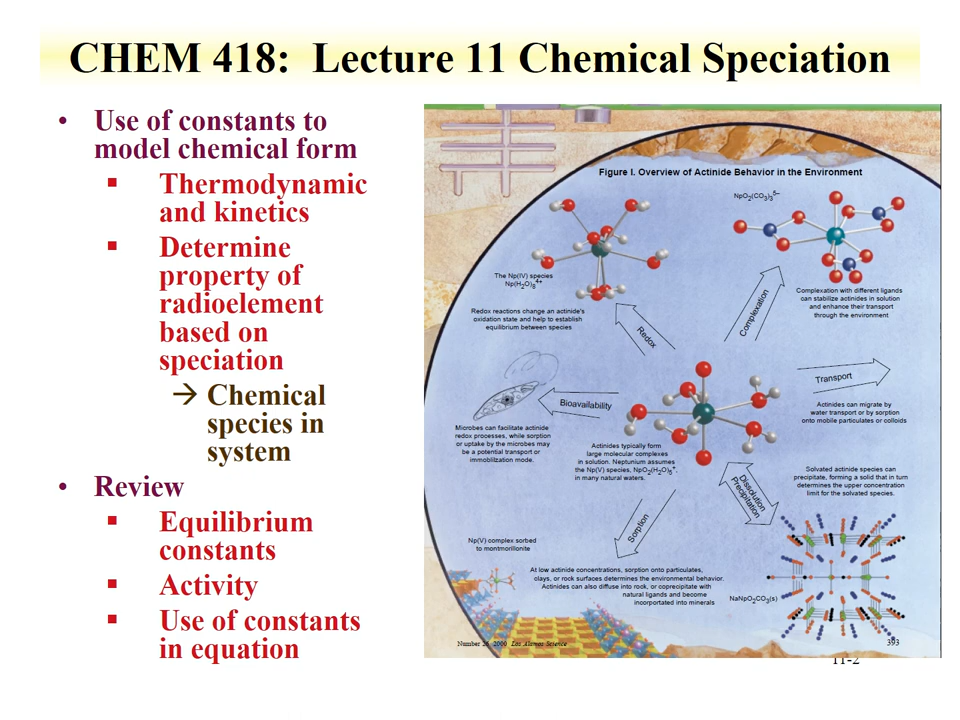 CHEM 418: Lecture 11 Chemical Speciation
• Use of constants to
model chemical form
▪ Thermodynamic
and kinetics
▪ Determine
property of
radioelement
based on
speciation
→ Chemical
species in
system
• Review
▪ Equilibrium
constants
▪ Activity
▪ Use of constants
in equation
Figure I. Overview of Actinide Behavior in the Environment
NpO2(CO3)3^5–
The Np(IV) species
Np(H2O)8^4+
Redox reactions change an actinide's
oxidation state and help to establish
equilibrium between species
Redox
Complexation
Complexation with different ligands
can stabilize actinides in solution
and enhance their transport
through the environment
Bioavailability
Transport
Microbes can facilitate actinide
redox processes, while sorption
or uptake by the microbes may
be a potential transport or
immobilization mode.
Actinides typically form
large molecular complexes
in solution. Neptunium assumes
the Np(V) species, NpO2(H2O)5^+,
in many natural waters.
Actinides can migrate by
water transport or by sorption
onto mobile particulates or colloids
Dissolution
Precipitation
Solvated actinide species can
precipitate, forming a solid that in turn
determines the upper concentration
limit for the solvated species.
Sorption
Np(V) complex sorbed
to montmorillonite
At low actinide concentrations, sorption onto particulates,
clays, or rock surfaces determines the environmental behavior.
Actinides can also diffuse into rock, or coprecipitate with
natural ligands and become
incorportated into minerals
NaNpO2CO3(s)
Number 26 2000 Los Alamos Science
393
11-2